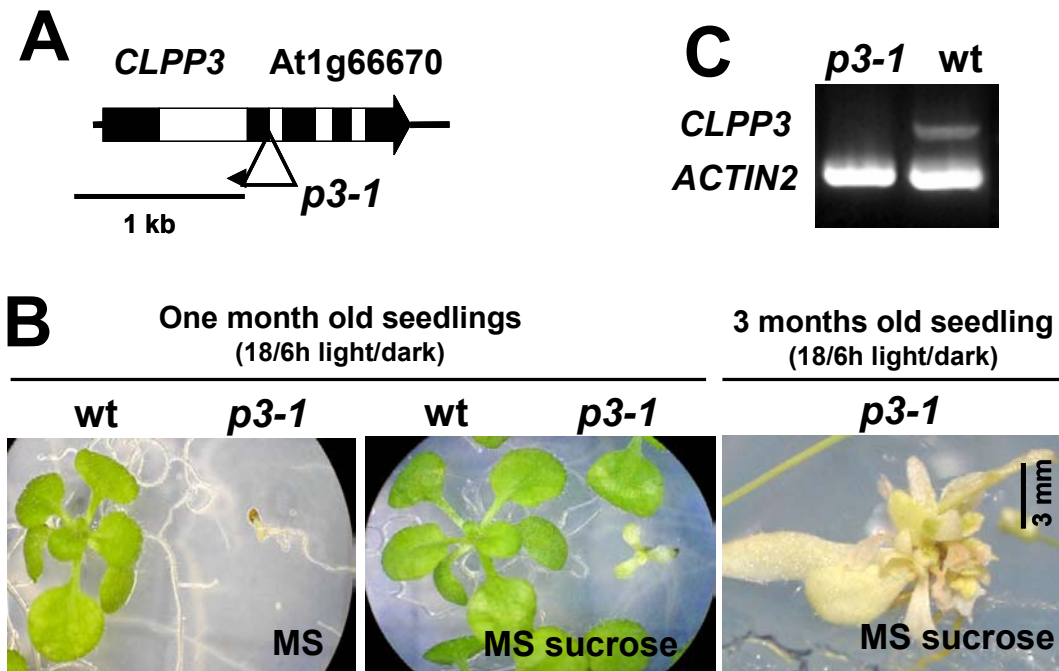 A
CLPP3 At1g66670
p3-1
1 kb
C
p3-1 wt
CLPP3
ACTIN2
B
One month old seedlings
(18/6h light/dark)
3 months old seedling
(18/6h light/dark)
wt p3-1 wt p3-1 p3-1
3 mm
MS MS sucrose MS sucrose